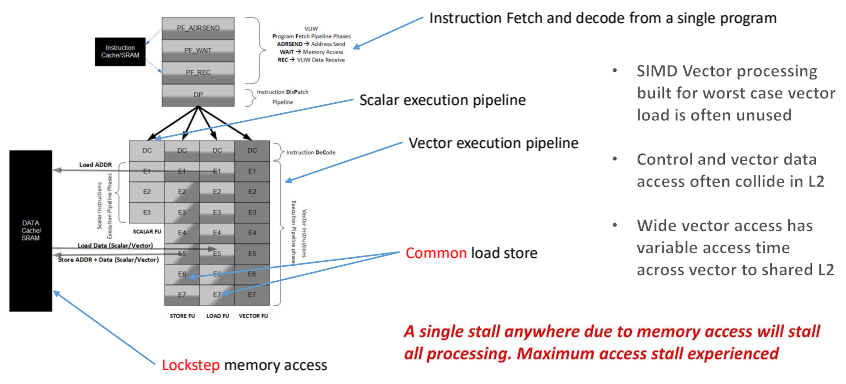 PF_ADRSEND
PF_WAIT
PF_REC
DP
Instruction
Cache/SRAM
VLIW
Program Fetch Pipeline Phases
ADRSEND → Address Send
WAIT → Memory Access
REC → VLIW Data Receive
Instruction DisPatch
Pipeline
Instruction Fetch and decode from a single program
Scalar execution pipeline
Vector execution pipeline
DC
DC
DC
DC
Instruction DeCode
Load ADDR
E1
E1
E1
E1
E2
E2
E2
E2
E3
E3
E3
E3
Scalar Instructions
Execution Pipeline Phases
SCALAR FU
E4
E4
E4
DATA
Cache/
SRAM
Load Data (Scalar/Vector)
Store ADDR + Data (Scalar/Vector)
E5
E5
E5
E6
E6
E6
E7
E7
E7
Vector Instructions
Execution Pipeline phase
STORE FU
LOAD FU
VECTOR FU
Common load store
Lockstep memory access
• SIMD Vector processing
built for worst case vector
load is often unused
• Control and vector data
access often collide in L2
• Wide vector access has
variable access time
across vector to shared L2
A single stall anywhere due to memory access will stall
all processing. Maximum access stall experienced